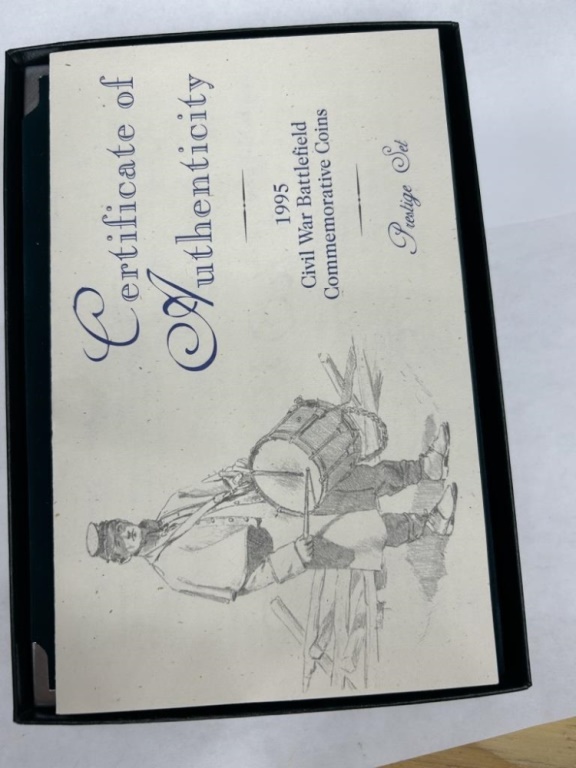 Certificate of
Authenticity
1995
Civil War Battlefield
Commemorative Coins
Prestige Set